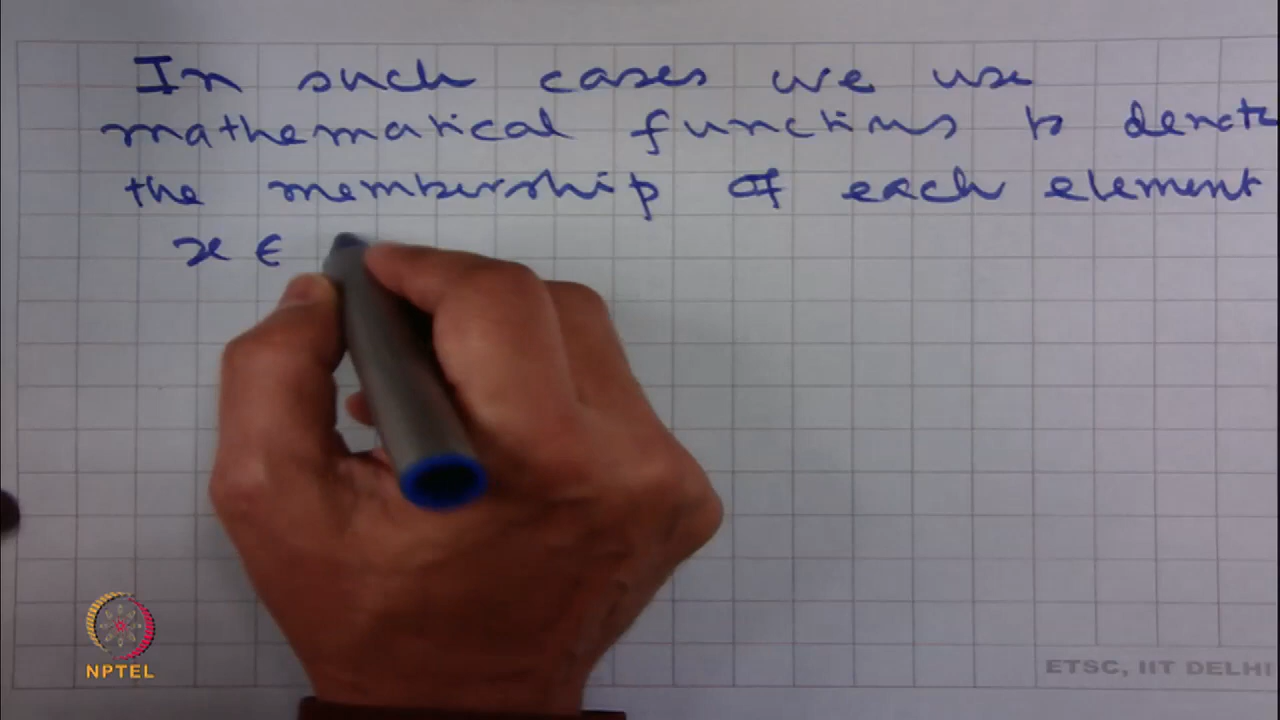 In such cases we use
mathematical functions to denote
the membership of each element
x ∈
NPTEL
ETSC, IIT DELHI